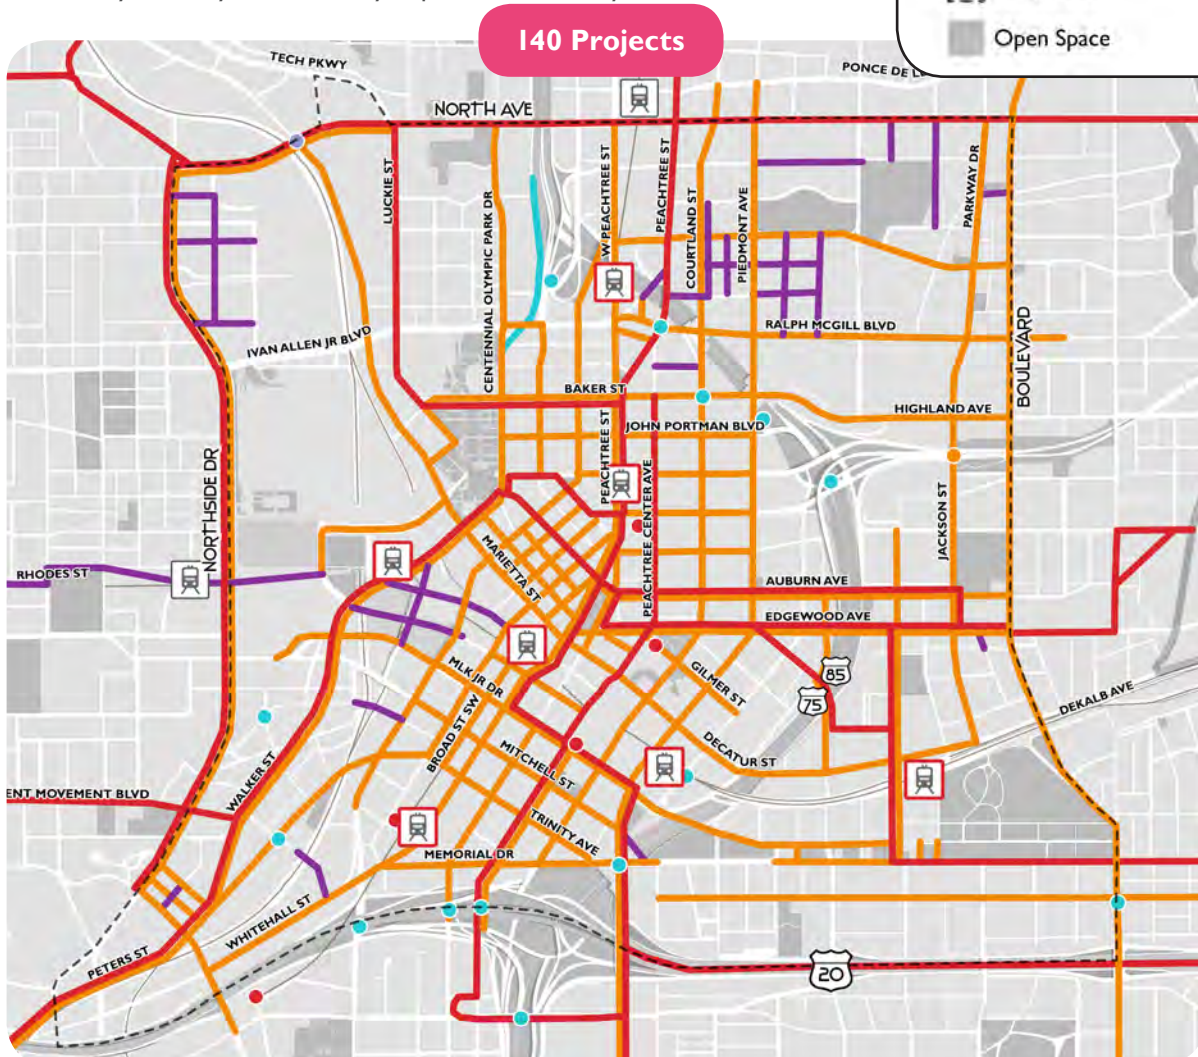 140 Projects
Open Space
TECH PKWY
NORTH AVE
LUCKIE ST
CENTENNIAL OLYMPIC PARK DR
W PEACHTREE ST
PEACHTREE ST
COURTLAND ST
PIEDMONT AVE
PARKWAY DR
BOULEVARD
IVAN ALLEN JR BLVD
RALPH MCGILL BLVD
BAKER ST
HIGHLAND AVE
JOHN PORTMAN BLVD
PEACHTREE ST
PEACHTREE CENTER AVE
NORTHSIDE DR
JACKSON ST
MARIETTA ST
RHODES ST
AUBURN AVE
EDGEWOOD AVE
MLK JR DR
GILMER ST
85
75
DEKALB AVE
BROAD ST SW
MITCHELL ST
DECATUR ST
WALKER ST
ENT MOVEMENT BLVD
TRINITY AVE
MEMORIAL DR
WHITEHALL ST
PETERS ST
20